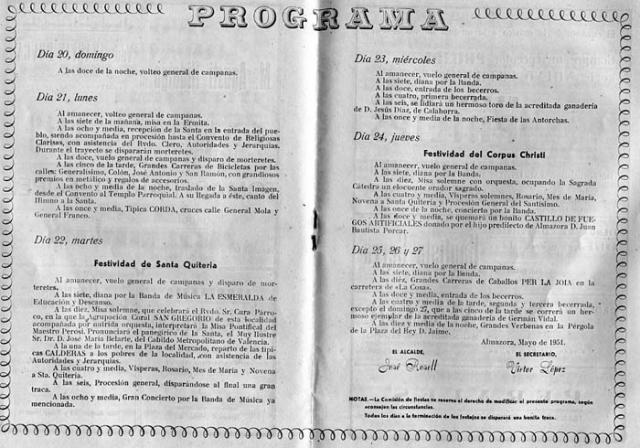 PROGRAMA
Día 20, domingo
A las doce de la noche, volteo general de campanas.
Día 21, lunes
Al amanecer, volteo general de campanas.
A las siete de la mañana, misa en la Ermita.
A las ocho y media, recepción de la Santa en la entrada del pue-
blo, siendo acompañada en procesión hasta el Convento de Religiosas
Clarises, con asistencia del Rvdo. Clero, Autoridades y Jerarquías.
Durante el trayecto se dispararán morteretes.
A las doce, vuelo general de campanas y disparo de morteretes.
A las cinco de la tarde, Grandes Carreras de Bicicletas por las
calles: Generalísimo, Colón, José Antonio y San Ramón, con grandiosos
premios en metálico y regalos de accesorios.
A las ocho y media de la noche, traslado de la Santa Imagen,
desde el Convento al Templo Parroquial. A su llegada a éste, canto del
Himno a la Santa.
A las once y media, Típica CORDA, cruces calle General Mola y
General Franco.
Día 22, martes
Festividad de Santa Quiteria
Al amanecer, vuelo general de campanas y disparo de mor-
teretes.
A las siete, diana por la Banda de Música LA ESMERALDA de
Educación y Descanso.
A las diez, Misa solemne, que celebrará el Rvdo. Sr. Cura Párro-
co, en la que la Agrupación Coral SAN GREGORIO de esta localidad
acompañada por nutrida orquesta, interpretará la Misa Pontifical del
Maestro Perosi. Pronunciará el panegírico de la Santa, el Muy Ilustre
Sr. Dr. D. José María Belarte, del Cabildo Metropolitano de Valencia.
A la una de la tarde, en la Plaza del Mercado, reparto de las típi-
cas CALDERAS a los pobres de la localidad, con asistencia de las
Autoridades y Jerarquías.
A las cuatro y media, Vísperas, Rosario, Mes de María y Novena
a Sta. Quiteria.
A las seis, Procesión general, disparándose al final una gran
traca.
A las ocho y media, Gran Concierto por la Banda de Música ya
mencionada.
Día 23, miércoles
Al amanecer, vuelo general de campanas.
A las siete, diana por la Banda.
A las doce, entrada de los becerros.
A las cuatro, primera becerrada.
A las seis, se lidiará un hermoso toro de la acreditada ganadería
de D. Jesús Díaz, de Calahorra.
A las once y media de la noche, Fiesta de las Antorchas.
Día 24, jueves
Festividad del Corpus Christi
Al amanecer, vuelo general de campanas.
A las siete, diana por la Banda.
A las diez, Misa solemne con orquesta, ocupando la Sagrada
Cátedra un elocuente orador sagrado.
A las cuatro y media, Vísperas solemnes, Rosario, Mes de María,
Novena a Santa Quiteria y Procesión General del Santísimo.
A las once de la noche, concierto por la Banda.
A las doce y media, se quemará un bonito CASTILLO DE FUE-
GOS ARTIFICIALES donado por el hijo predilecto de Almazora D. Juan
Bautista Porcar.
Día 25, 26 y 27
Al amanecer, vuelo general de campanas.
A las siete, diana por la Banda.
A las diez, Grandes Carreras de Caballos PER LA JOIA en la
carretera de «La Cosa».
A las doce y media, entrada de los becerros.
A las cuatro y media de la tarde, segunda y tercera becerrada,
excepto el domingo 27, que a las cinco de la tarde se correrá un her-
moso ejemplar de la acreditada ganadería de Germán Vidal.
A las diez y media de la noche, Grandes Verbenas en la Pérgola
de la Plaza del Rey D. Jaime.
Almazora, Mayo de 1951.
EL ALCALDE,
EL SECRETARIO,
José Rosell
Víctor López
NOTAS.—La Comisión de fiestas se reserva el derecho de modificar el presente programa, según
aconsejen las circunstancias.
Todos los días a la terminación de los festejos se disparará una bonita traca.